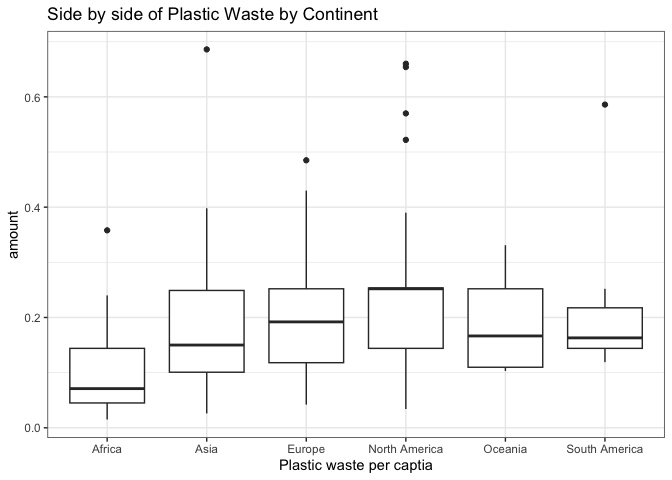 Side by side of Plastic Waste by Continent
amount
0.6
0.4
0.2
0.0
Africa Asia Europe North America Oceania South America
Plastic waste per captia